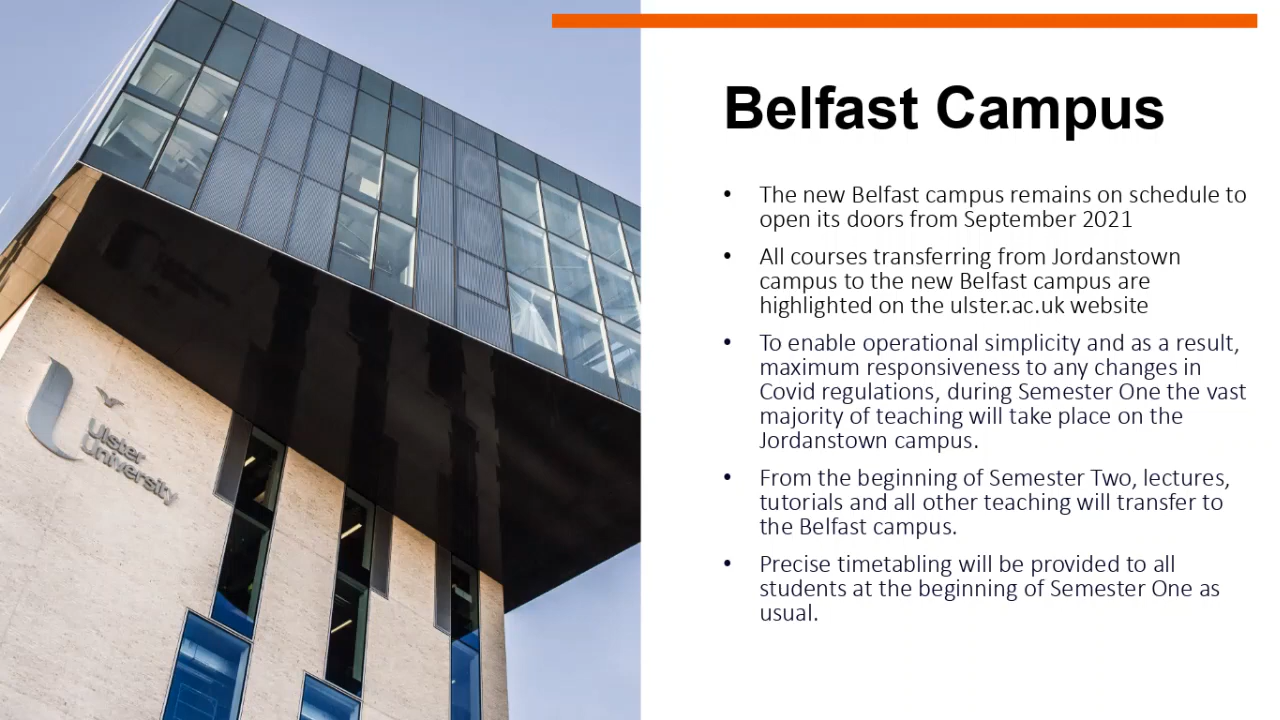 Belfast Campus
• The new Belfast campus remains on schedule to
open its doors from September 2021
• All courses transferring from Jordanstown
campus to the new Belfast campus are
highlighted on the ulster.ac.uk website
• To enable operational simplicity and as a result,
maximum responsiveness to any changes in
Covid regulations, during Semester One the vast
majority of teaching will take place on the
Jordanstown campus.
• From the beginning of Semester Two, lectures,
tutorials and all other teaching will transfer to
the Belfast campus.
• Precise timetabling will be provided to all
students at the beginning of Semester One as
usual.
Ulster
University